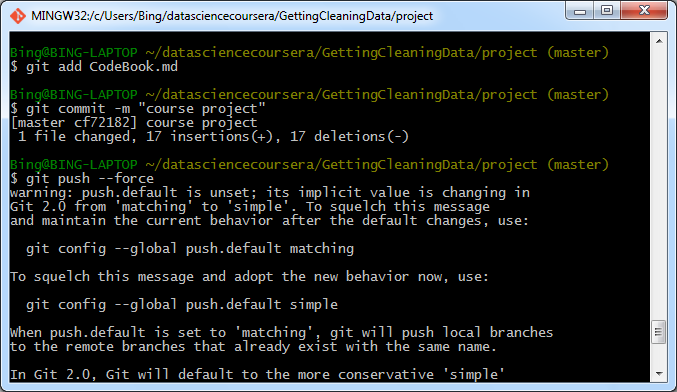 MINGW32:/c/Users/Bing/datasciencecoursera/GettingCleaningData/project
Bing@BING-LAPTOP ~/datasciencecoursera/GettingCleaningData/project (master)
$ git add CodeBook.md
Bing@BING-LAPTOP ~/datasciencecoursera/GettingCleaningData/project (master)
$ git commit -m "course project"
[master cf72182] course project
1 file changed, 17 insertions(+), 17 deletions(-)
Bing@BING-LAPTOP ~/datasciencecoursera/GettingCleaningData/project (master)
$ git push --force
warning: push.default is unset; its implicit value is changing in
Git 2.0 from 'matching' to 'simple'. To squelch this message
and maintain the current behavior after the default changes, use:
git config --global push.default matching
To squelch this message and adopt the new behavior now, use:
git config --global push.default simple
When push.default is set to 'matching', git will push local branches
to the remote branches that already exist with the same name.
In Git 2.0, Git will default to the more conservative 'simple'